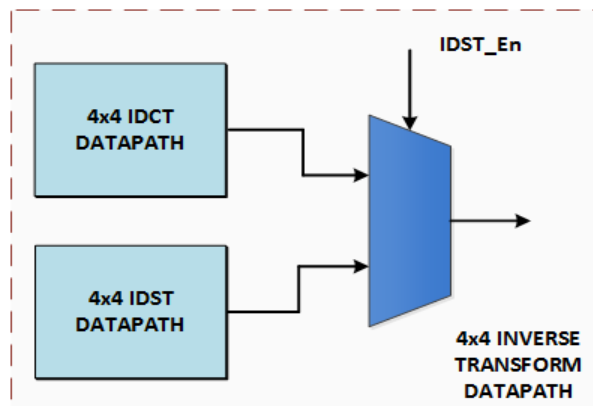 IDST_En
4x4 IDCT
DATAPATH
4x4 IDST
DATAPATH
4x4 INVERSE
TRANSFORM
DATAPATH